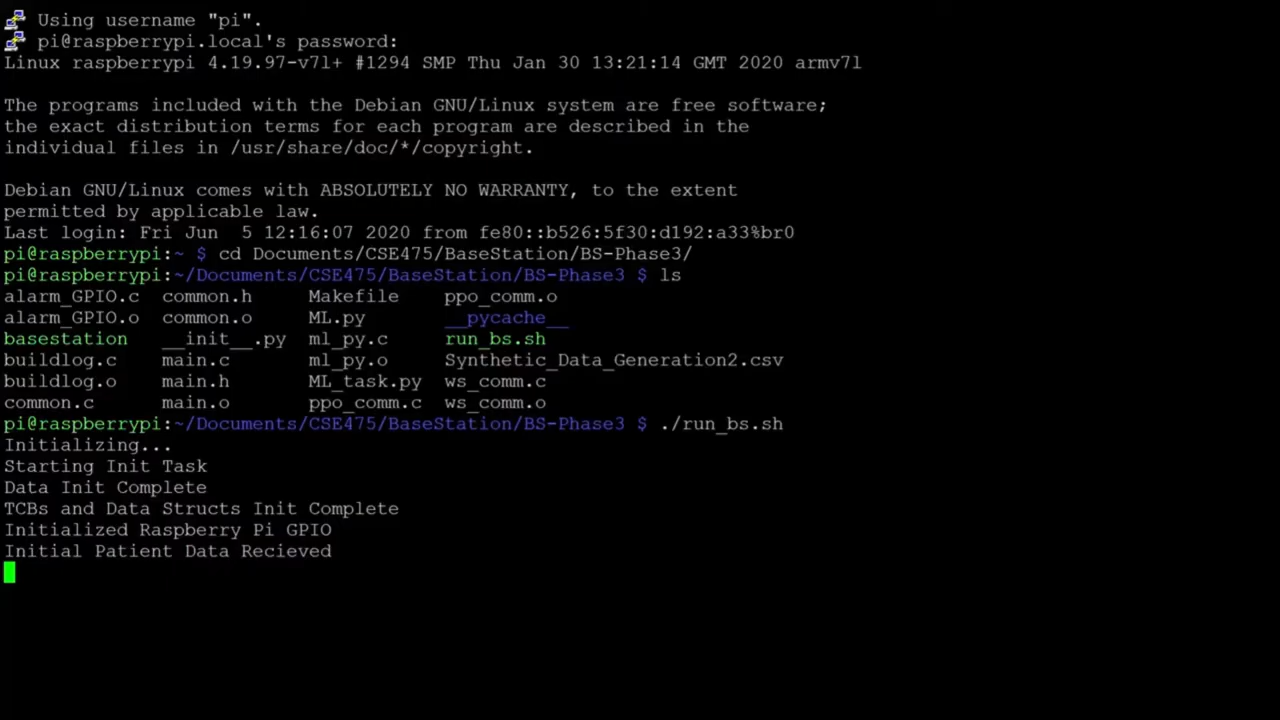 Using username "pi".
pi@raspberrypi.local's password:
Linux raspberrypi 4.19.97-v7l+ #1294 SMP Thu Jan 30 13:21:14 GMT 2020 armv7l
The programs included with the Debian GNU/Linux system are free software;
the exact distribution terms for each program are described in the
individual files in /usr/share/doc/*/copyright.
Debian GNU/Linux comes with ABSOLUTELY NO WARRANTY, to the extent
permitted by applicable law.
Last login: Fri Jun  5 12:16:07 2020 from fe80::b526:5f30:d192:a33%br0
pi@raspberrypi:~ $ cd Documents/CSE475/BaseStation/BS-Phase3/
pi@raspberrypi:~/Documents/CSE475/BaseStation/BS-Phase3 $ ls
alarm_GPIO.c  common.h     Makefile    ppo_comm.o
alarm_GPIO.o  common.o     ML.py       __pycache__
basestation   __init__.py  ml_py.c     run_bs.sh
buildlog.c    main.c       ml_py.o     Synthetic_Data_Generation2.csv
buildlog.o    main.h       ML_task.py  ws_comm.c
common.c      main.o       ppo_comm.c  ws_comm.o
pi@raspberrypi:~/Documents/CSE475/BaseStation/BS-Phase3 $ ./run_bs.sh
Initializing...
Starting Init Task
Data Init Complete
TCBs and Data Structs Init Complete
Initialized Raspberry Pi GPIO
Initial Patient Data Recieved